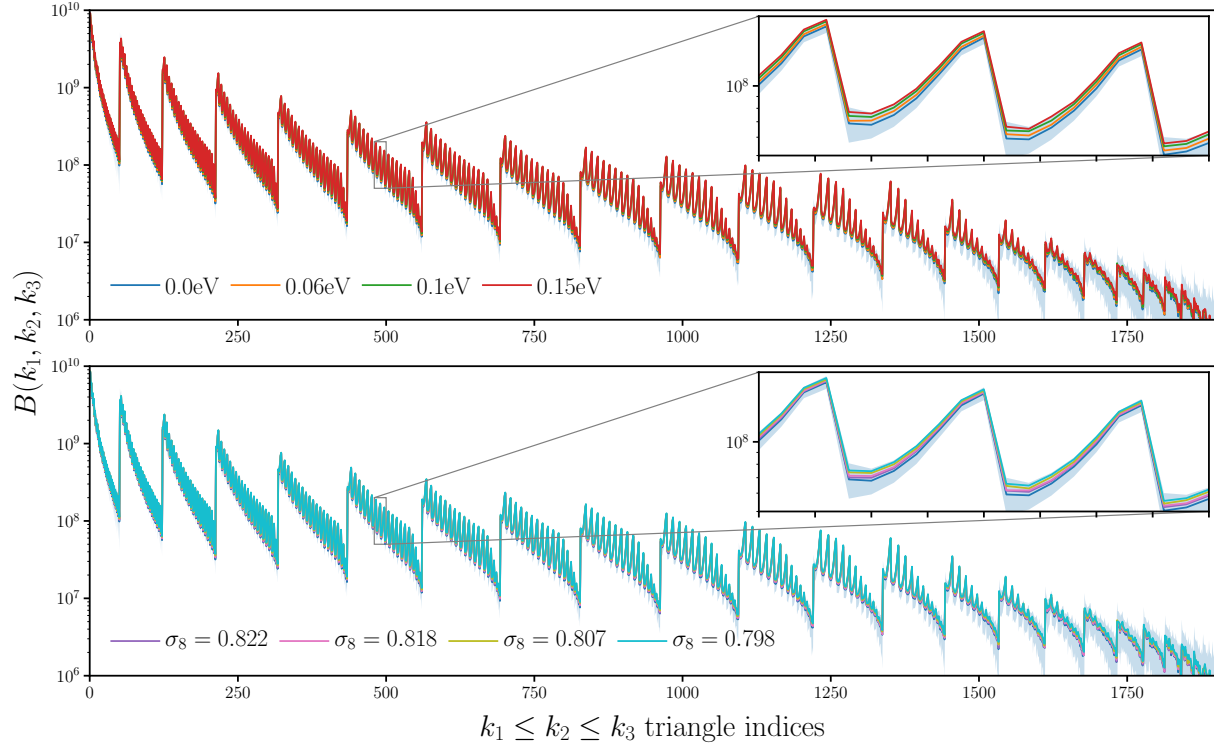 10^{10}
10^9
10^8
10^7
10^6
10^8
0.0eV 0.06eV 0.1eV 0.15eV
0 250 500 750 1000 1250 1500 1750
B(k_1, k_2, k_3)
10^{10}
10^9
10^8
10^7
10^6
10^8
σ_8 = 0.822 σ_8 = 0.818 σ_8 = 0.807 σ_8 = 0.798
0 250 500 750 1000 1250 1500 1750
k_1 ≤ k_2 ≤ k_3 triangle indices